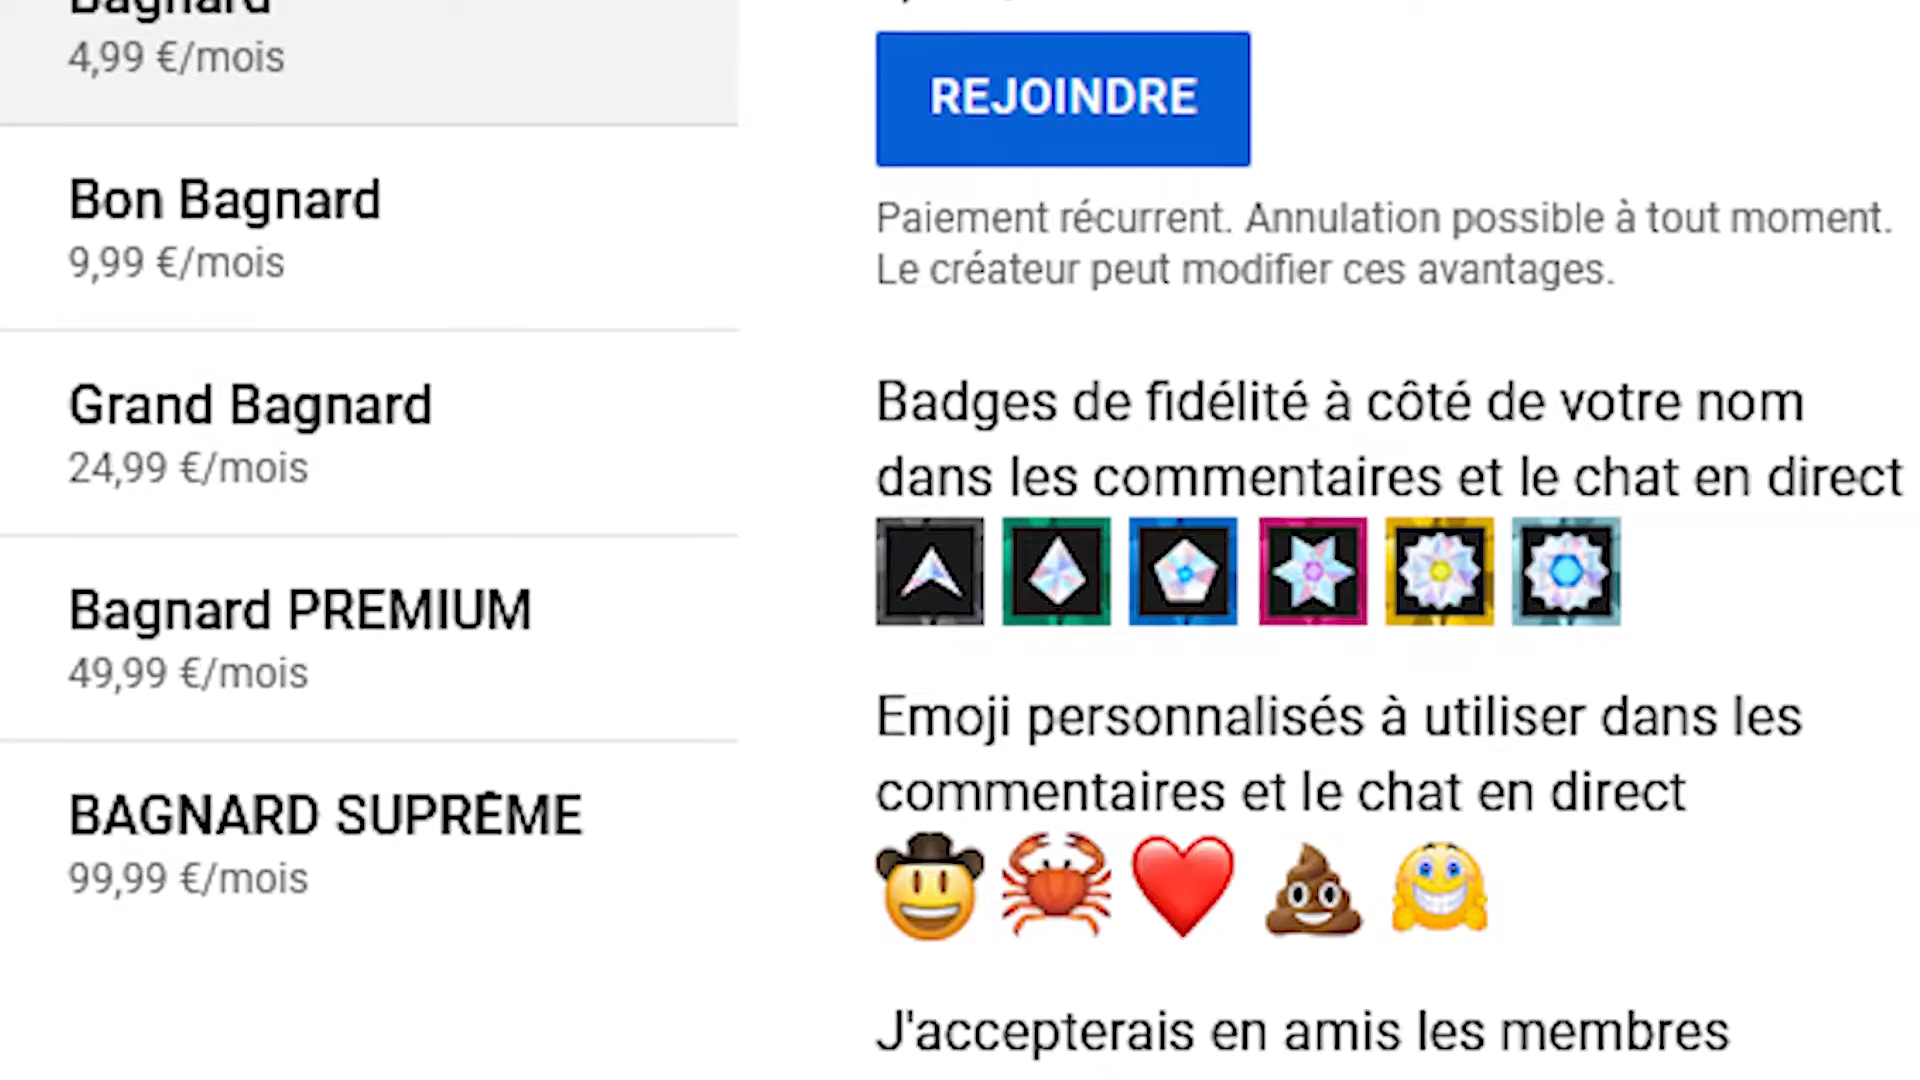 Bagnard
4,99 €/mois
Bon Bagnard
9,99 €/mois
Grand Bagnard
24,99 €/mois
Bagnard PREMIUM
49,99 €/mois
BAGNARD SUPRÊME
99,99 €/mois
REJOINDRE
Paiement récurrent. Annulation possible à tout moment.
Le créateur peut modifier ces avantages.
Badges de fidélité à côté de votre nom
dans les commentaires et le chat en direct
Emoji personnalisés à utiliser dans les
commentaires et le chat en direct
J'accepterais en amis les membres